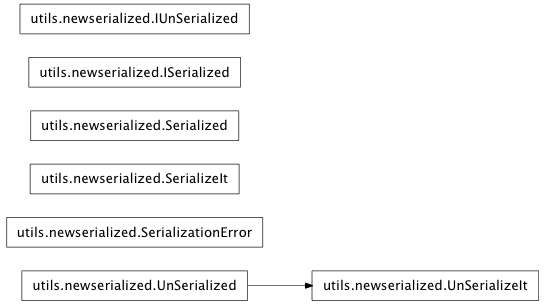 utils.newserialized.IUnSerialized
utils.newserialized.ISerialized
utils.newserialized.Serialized
utils.newserialized.SerializeIt
utils.newserialized.SerializationError
utils.newserialized.UnSerialized
utils.newserialized.UnSerializeIt